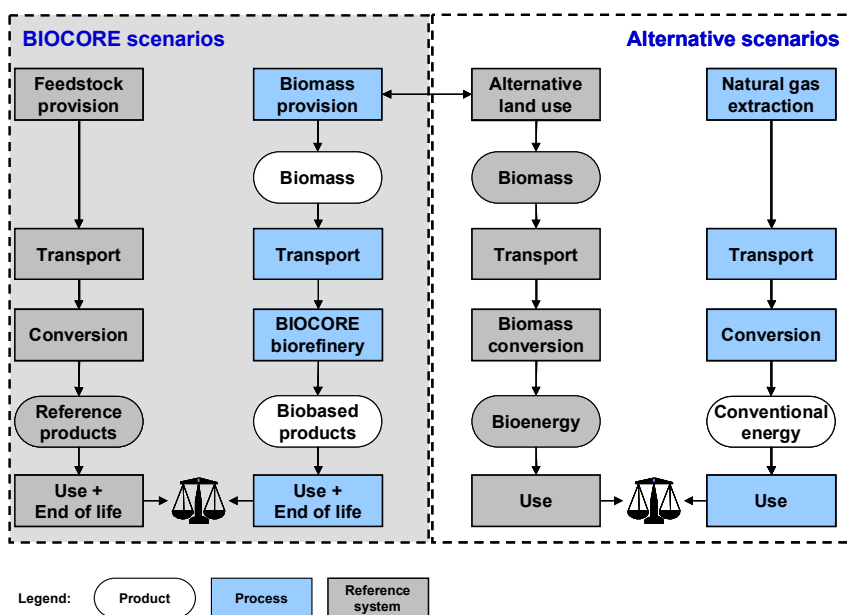 BIOCORE scenarios
Alternative scenarios
Feedstock
provision
Biomass
provision
Alternative
land use
Natural gas
extraction
Biomass
Biomass
Transport
Transport
Transport
Transport
Conversion
BIOCORE
biorefinery
Biomass
conversion
Conversion
Reference
products
Biobased
products
Bioenergy
Conventional
energy
Use +
End of life
Use +
End of life
Use
Use
Legend:
Product
Process
Reference
system